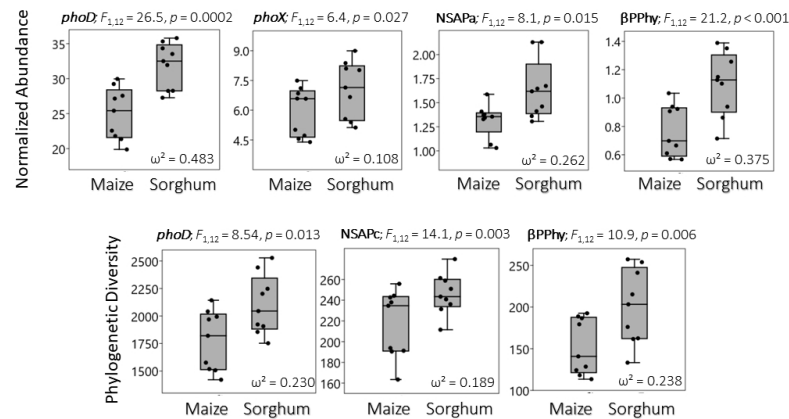 phoD; F1,12 = 26.5, p = 0.0002
phoX; F1,12 = 6.4, p = 0.027
NSAPa; F1,12 = 8.1, p = 0.015
βPPhy; F1,12 = 21.2, p < 0.001
Normalized Abundance
35
30
25
20
ω² = 0.483
Maize Sorghum
9.0
7.5
6.0
4.5
ω² = 0.108
Maize Sorghum
2.00
1.75
1.50
1.25
1.00
ω² = 0.262
Maize Sorghum
1.4
1.2
1.0
0.8
0.6
ω² = 0.375
Maize Sorghum
phoD; F1,12 = 8.54, p = 0.013
NSAPc; F1,12 = 14.1, p = 0.003
βPPhy; F1,12 = 10.9, p = 0.006
Phylogenetic Diversity
2500
2250
2000
1750
1500
ω² = 0.230
Maize Sorghum
260
240
220
200
180
160
ω² = 0.189
Maize Sorghum
250
200
150
100
ω² = 0.238
Maize Sorghum